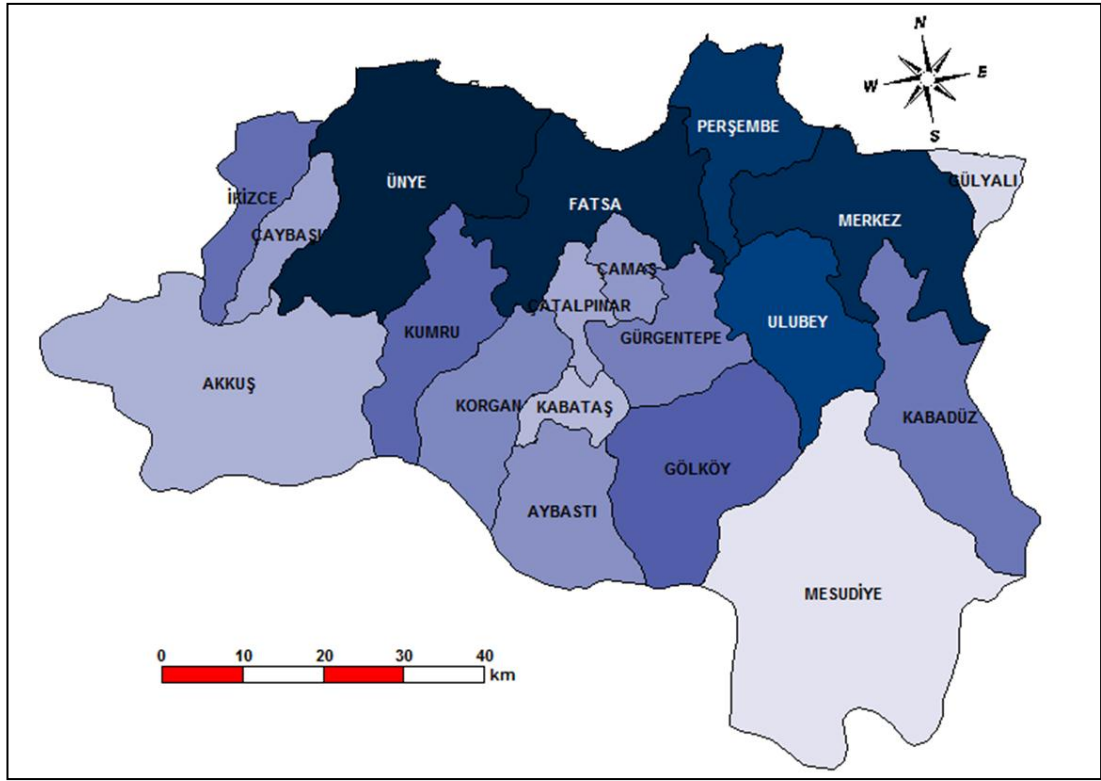 N
W E
S
PERŞEMBE
GÜLYALI
ÜNYE
İKİZCE
FATSA
MERKEZ
ÇAYBAŞI
ÇAMAŞ
ÇATALPINAR
ULUBEY
KUMRU
GÜRGENTEPE
AKKUŞ
KORGAN
KABATAŞ
KABADÜZ
GÖLKÖY
AYBASTI
MESUDİYE
0 10 20 30 40
km